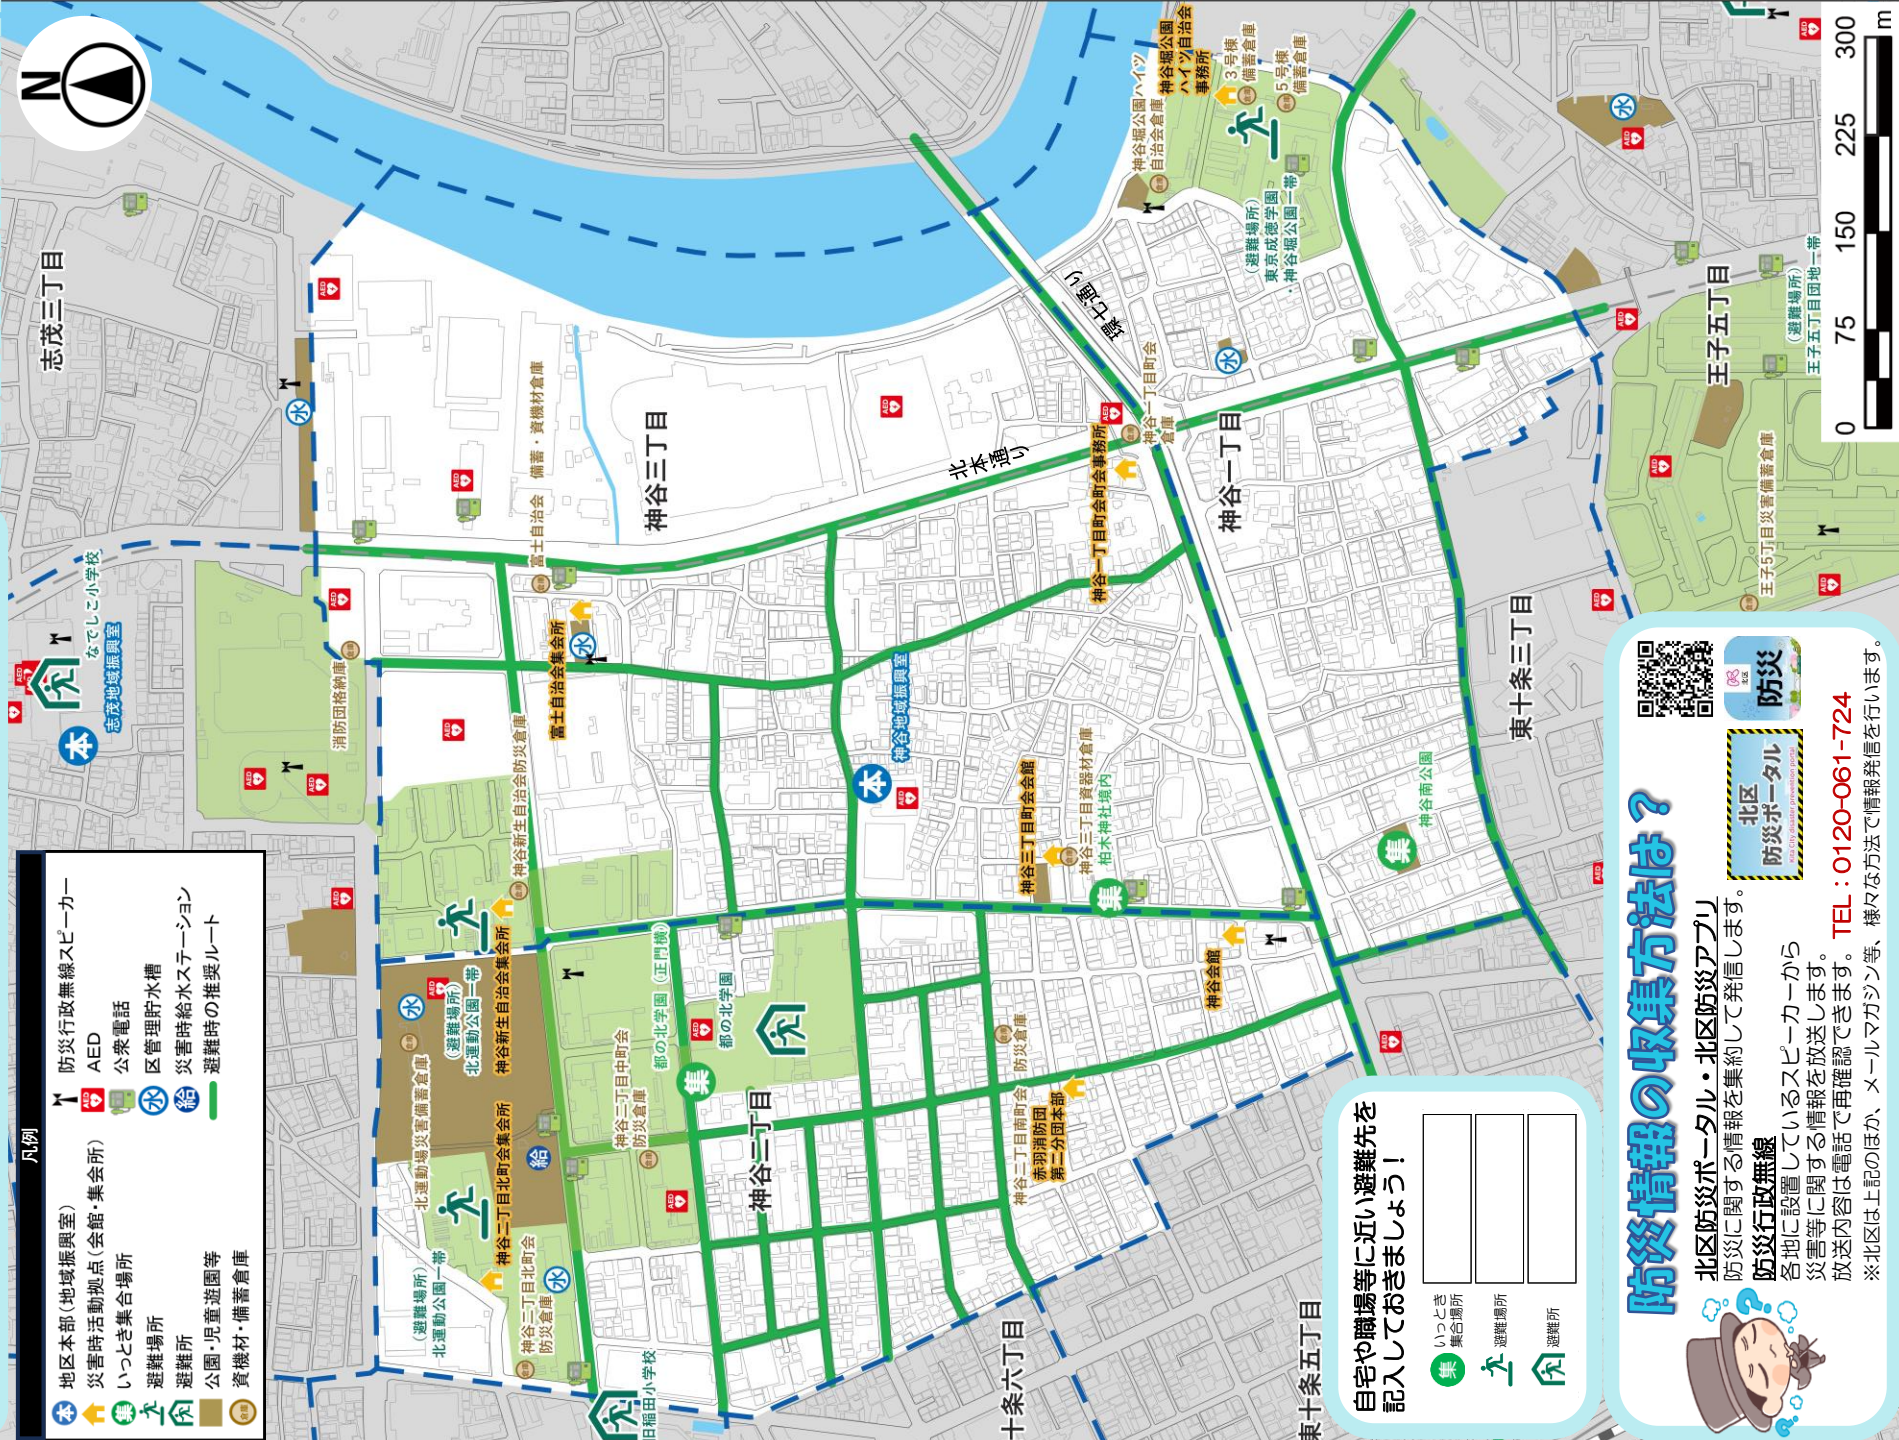 凡例
本 地区本部(地域振興室)
災害時活動拠点(会館・集会所)
集 いっとき集合場所
避難場所
避難所
公園・児童遊園等
倉庫 資機材・備蓄倉庫
防災行政無線スピーカー
AED AED
公衆電話
水 区管理貯水槽
給 災害時給水ステーション
避難時の推奨ルート
N
志茂三丁目
なでしこ小学校
志茂地域振興室
消防団格納庫
富士自治会 備蓄・資機材倉庫
富士自治会集会所
神谷三丁目
北本通り
環七通り
神谷堀公園ハイツ
自治会倉庫
神谷堀公園
ハイツ自治会
事務所
3号棟
備蓄倉庫
5号棟
備蓄倉庫
(避難場所)
東京成徳学園
・神谷堀公園一帯
神谷一丁目町会
倉庫
神谷一丁目町会町会事務所
神谷一丁目
王子五丁目
(避難場所)
王子五丁目団地一帯
王子5丁目災害備蓄倉庫
東十条三丁目
神谷南公園
神谷地域振興室
神谷三丁目町会会館
神谷三丁目資器材倉庫
柏木神社境内
神谷会館
神谷新生自治会防災倉庫
神谷新生自治会集会所
(避難場所)
北運動公園一帯
北運動場災害備蓄倉庫
神谷二丁目北町会集会所
(避難場所)
北運動公園一帯
神谷二丁目北町会
防災倉庫
神谷二丁目中町会
防災倉庫
都の北学園(正門横)
都の北学園
神谷二丁目
神谷二丁目南町会 防災倉庫
赤羽消防団
第二分団本部
旧稲田小学校
十条六丁目
東十条五丁目
0 75 150 225 300
m
自宅や職場等に近い避難先を
記入しておきましょう!
集 いっとき
集合場所
避難場所
避難所
防災情報の収集方法は?
北区防災ポータル・北区防災アプリ
防災に関する情報を集約して発信します。
防災行政無線
各地に設置しているスピーカーから
災害等に関する情報を放送します。
放送内容は電話で再確認できます。TEL:0120-061-724
※北区は上記のほか、メールマガジン等、様々な方法で情報発信を行います。
北区
防災ポータル
Kita City disaster prevention portal
北区
防災